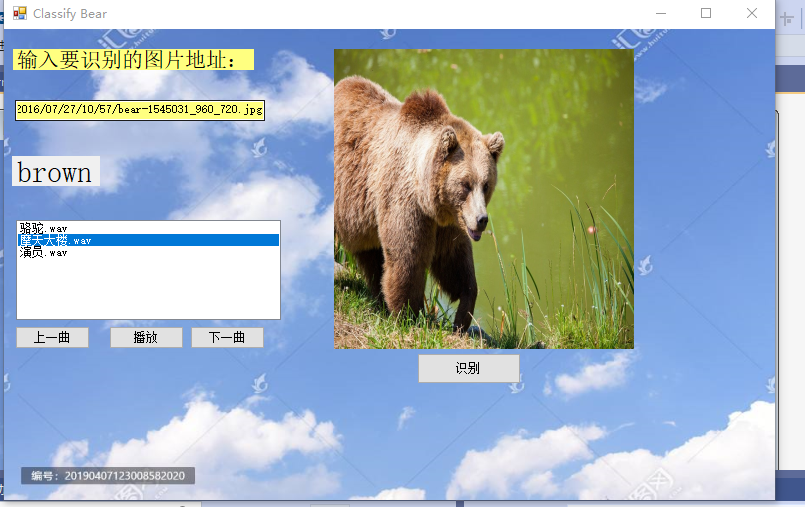 Classify Bear
输入要识别的图片地址：
2016/07/27/10/57/bear-1545031_960_720.jpg
brown
骆驼.wav
摩天大楼.wav
演员.wav
上一曲
播放
下一曲
识别
编号：20190407123008582020